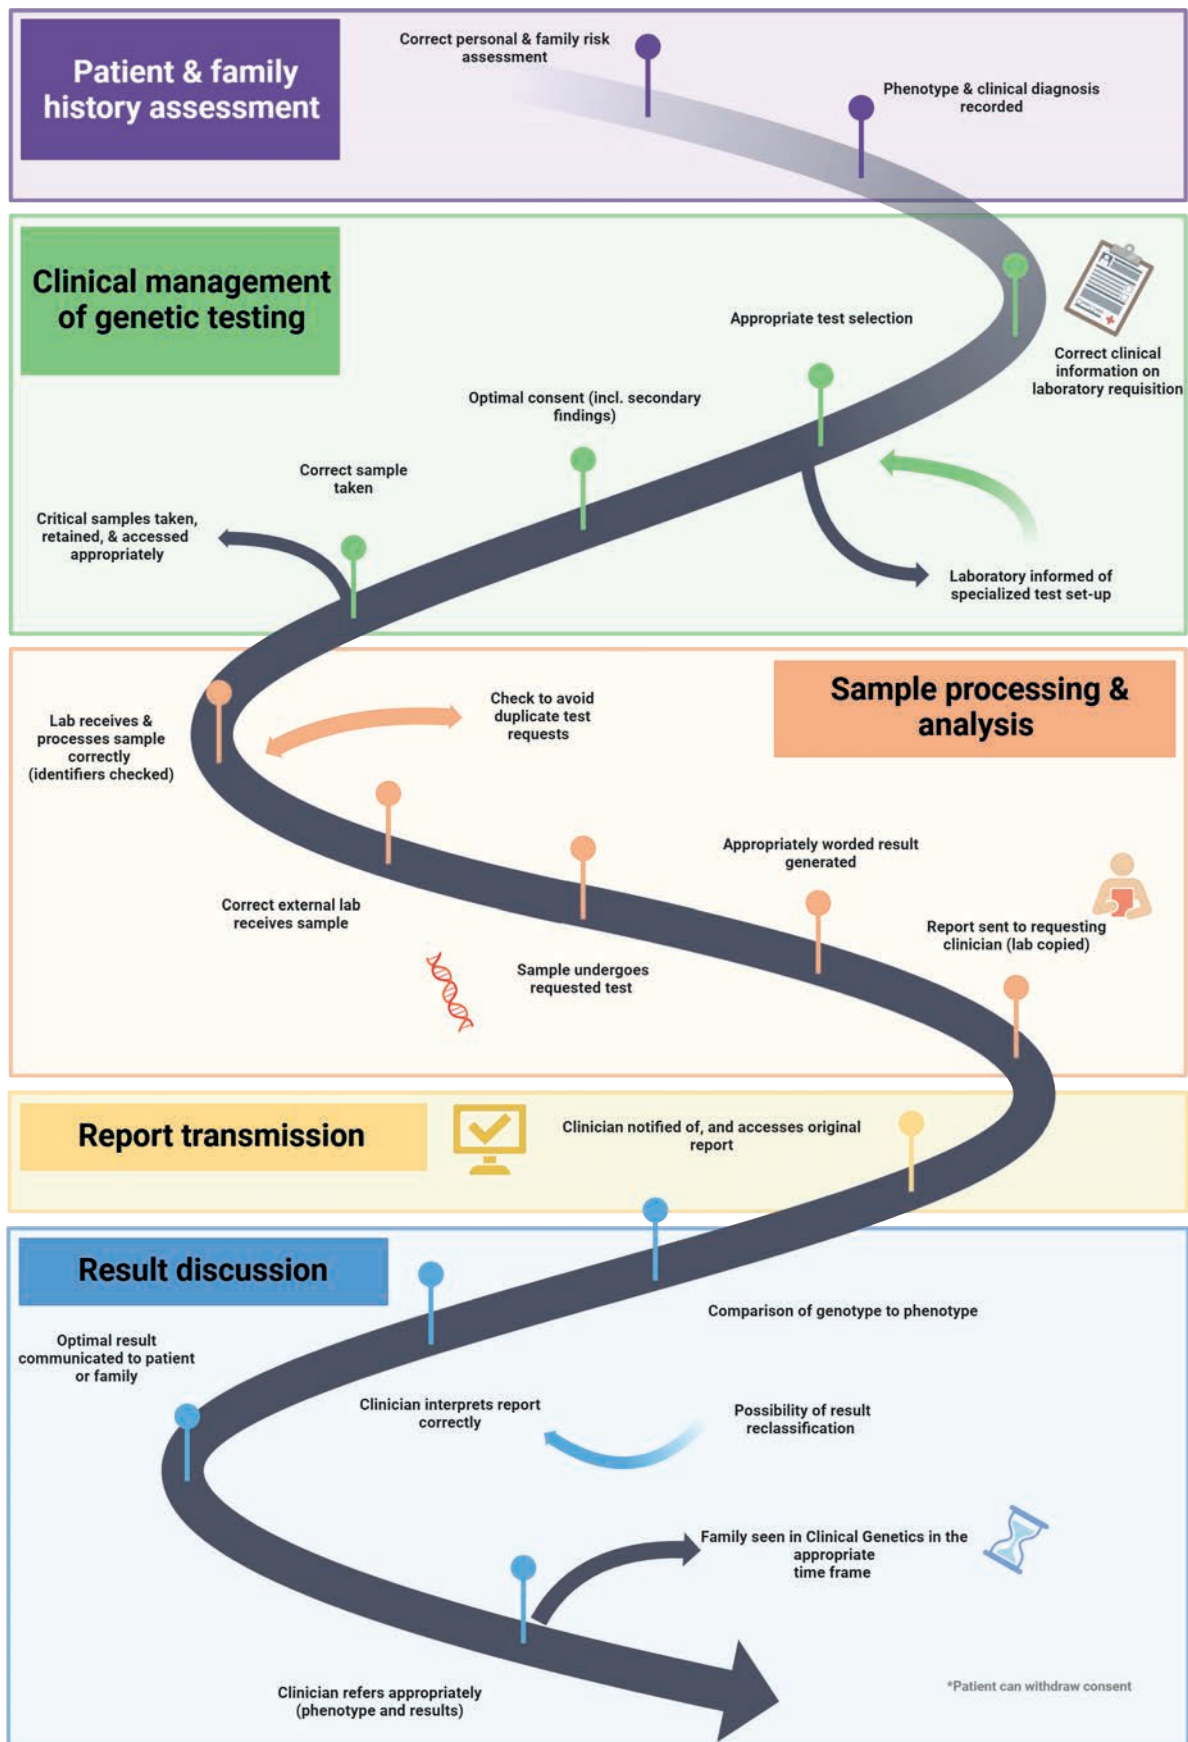 Patient & family
history assessment
Correct personal & family risk
assessment
Phenotype & clinical diagnosis
recorded
Clinical management
of genetic testing
Correct clinical
information on
laboratory requisition
Appropriate test selection
Laboratory informed of
specialized test set-up
Optimal consent (incl. secondary
findings)
Correct sample
taken
Critical samples taken,
retained, & accessed
appropriately
Sample processing &
analysis
Lab receives &
processes sample
correctly
(identifiers checked)
Check to avoid
duplicate test
requests
Correct external lab
receives sample
Sample undergoes
requested test
Appropriately worded result
generated
Report sent to requesting
clinician (lab copied)
Report transmission
Clinician notified of, and accesses original
report
Result discussion
Comparison of genotype to phenotype
Clinician interprets report
correctly
Possibility of result
reclassification
Optimal result
communicated to patient
or family
Family seen in Clinical Genetics in the
appropriate
time frame
Clinician refers appropriately
(phenotype and results)
*Patient can withdraw consent